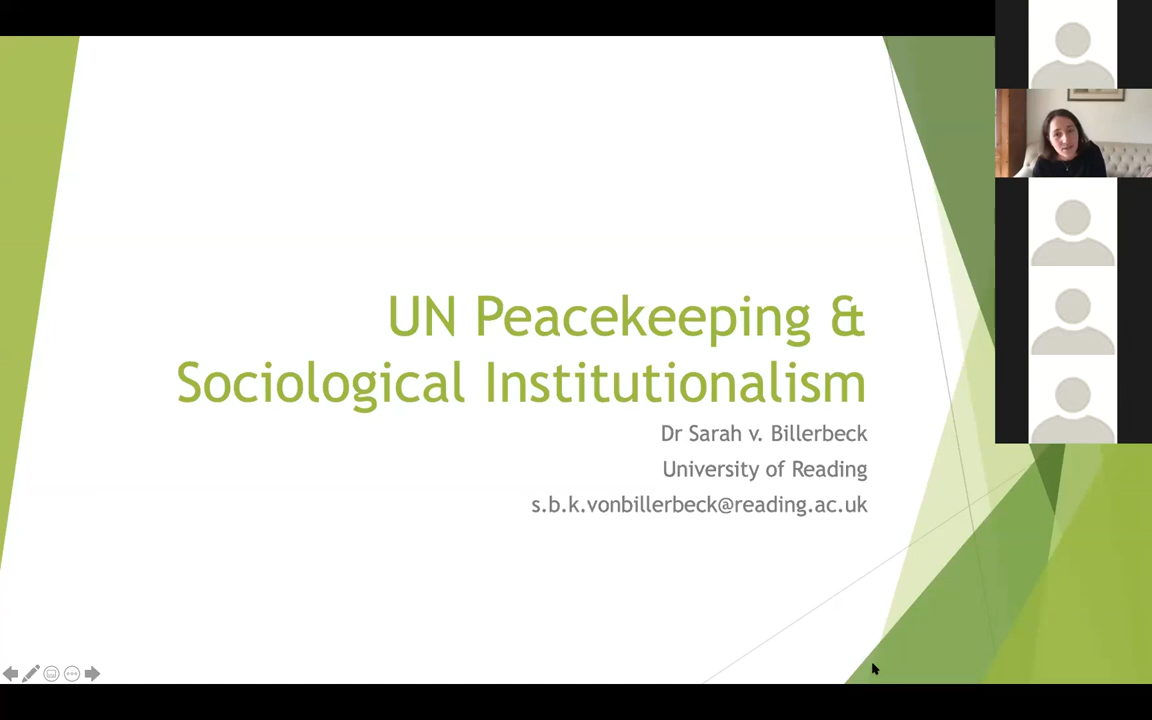 UN Peacekeeping &
Sociological Institutionalism
Dr Sarah v. Billerbeck
University of Reading
s.b.k.vonbillerbeck@reading.ac.uk